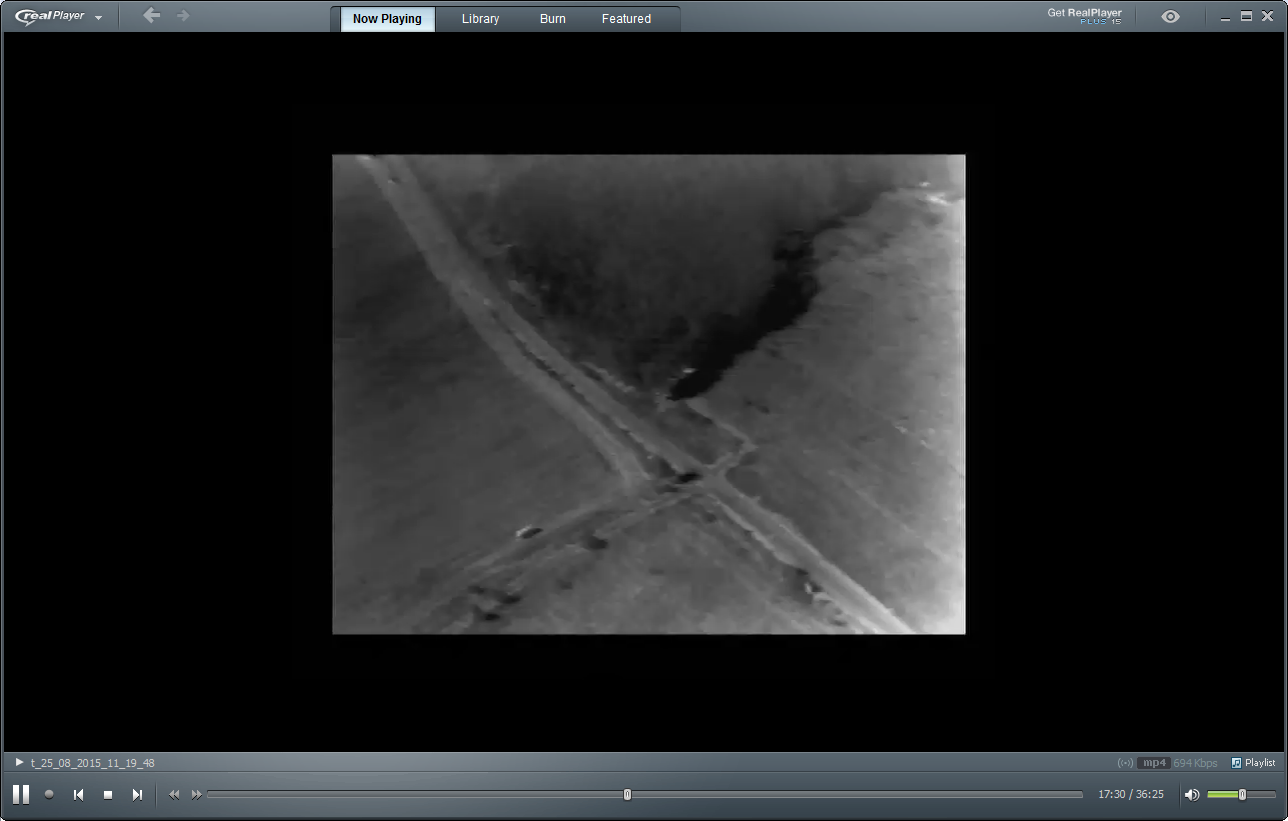 realPlayer
Now Playing
Library
Burn
Featured
Get RealPlayer
PLUS 15
t_25_08_2015_11_19_48
mp4
694 Kbps
Playlist
17:30 / 36:25